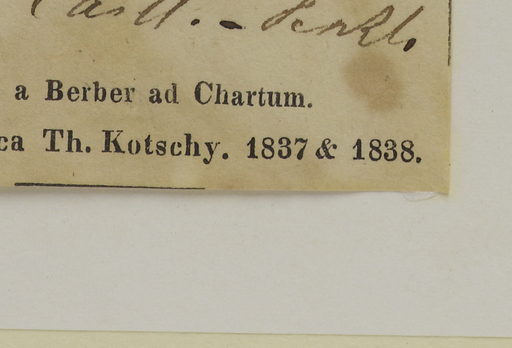 a Berber ad Chartum.
ca Th. Kotschy. 1837 & 1838.